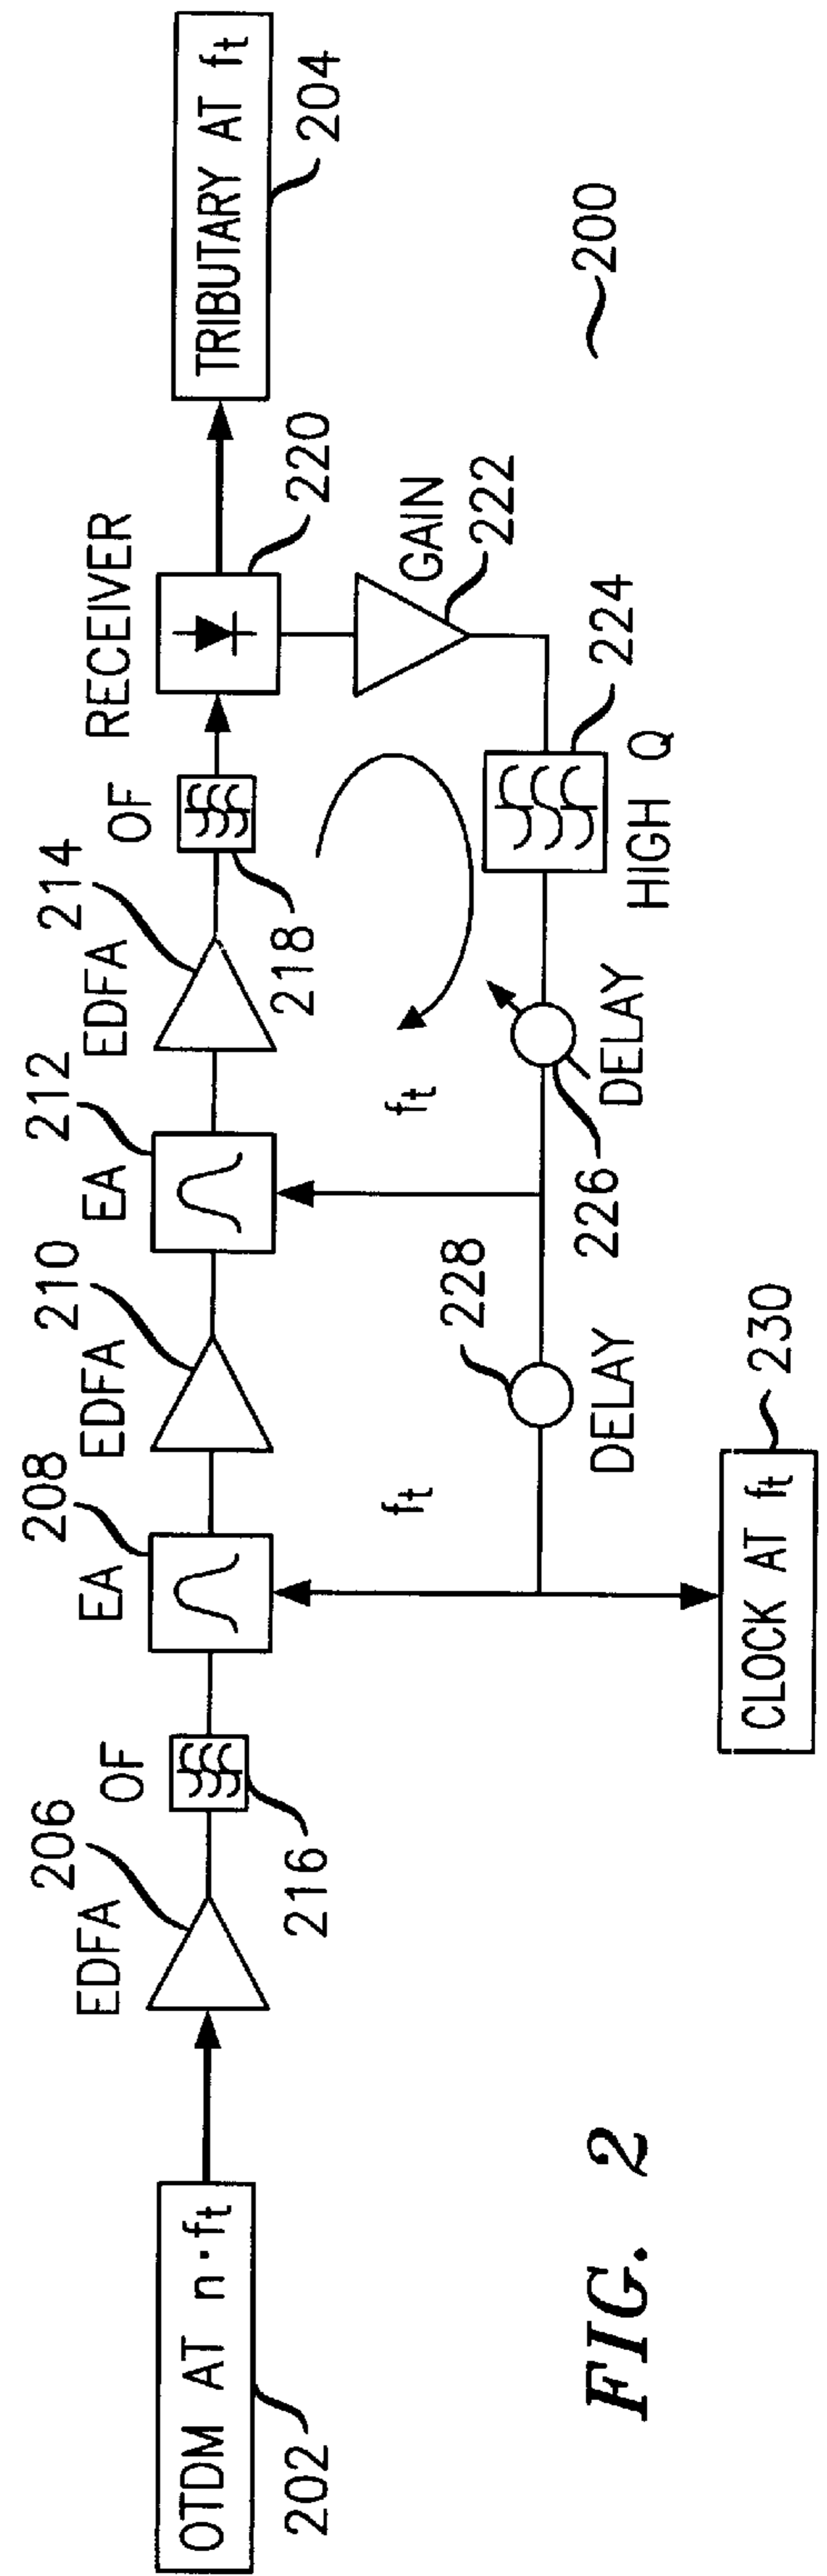 OTDM AT n·ft
202
EDFA
206
OF
216
EA
208
EDFA
210
EA
212
EDFA
214
OF
218
RECEIVER
220
TRIBUTARY AT ft
204
GAIN
222
224
HIGH Q
DELAY
226
ft
DELAY
228
ft
CLOCK AT ft
230
200
FIG. 2